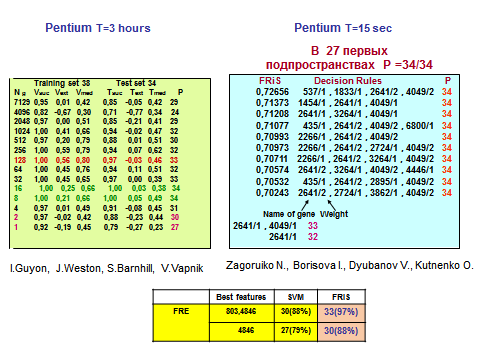 Pentium T=3 hours
Pentium T=15 sec
В 27 первых
подпространствах P =34/34
Training set 38 Test set 34
N g Vsuc Vext Vmed Tsuc Text Tmed P
7129 0,95 0,01 0,42 0,85 -0,05 0,42 29
4096 0,82 -0,67 0,30 0,71 -0,77 0,34 24
2048 0,97 0,00 0,51 0,85 -0,21 0,41 29
1024 1,00 0,41 0,66 0,94 -0,02 0,47 32
512 0,97 0,20 0,79 0,88 0,01 0,51 30
256 1,00 0,59 0,79 0,94 0,07 0,62 32
128 1,00 0,56 0,80 0,97 -0,03 0,46 33
64 1,00 0,45 0,76 0,94 0,11 0,51 32
32 1,00 0,45 0,65 0,97 0,00 0,39 33
16 1,00 0,25 0,66 1,00 0,03 0,38 34
8 1,00 0,21 0,66 1,00 0,05 0,49 34
4 0,97 0,01 0,49 0,91 -0,08 0,45 31
2 0,97 -0,02 0,42 0,88 -0,23 0,44 30
1 0,92 -0,19 0,45 0,79 -0,27 0,23 27
FRiS Decision Rules P
0,72656 537/1 , 1833/1 , 2641/2 , 4049/2 34
0,71373 1454/1 , 2641/1 , 4049/1 34
0,71208 2641/1 , 3264/1 , 4049/1 34
0,71077 435/1 , 2641/2 , 4049/2 , 6800/1 34
0,70993 2266/1 , 2641/2 , 4049/2 34
0,70973 2266/1 , 2641/2 , 2724/1 , 4049/2 34
0,70711 2266/1 , 2641/2 , 3264/1 , 4049/2 34
0,70574 2641/2 , 3264/1 , 4049/2 , 4446/1 34
0,70532 435/1 , 2641/2 , 2895/1 , 4049/2 34
0,70243 2641/2 , 2724/1 , 3862/1 , 4049/2 34
Name of gene Weight
2641/1 , 4049/1 33
2641/1 32
I.Guyon, J.Weston, S.Barnhill, V.Vapnik
Zagoruiko N., Borisova I., Dyubanov V., Kutnenko O.
Best features SVM FRIS
FRE 803,4846 30(88%) 33(97%)
4846 27(79%) 30(88%)